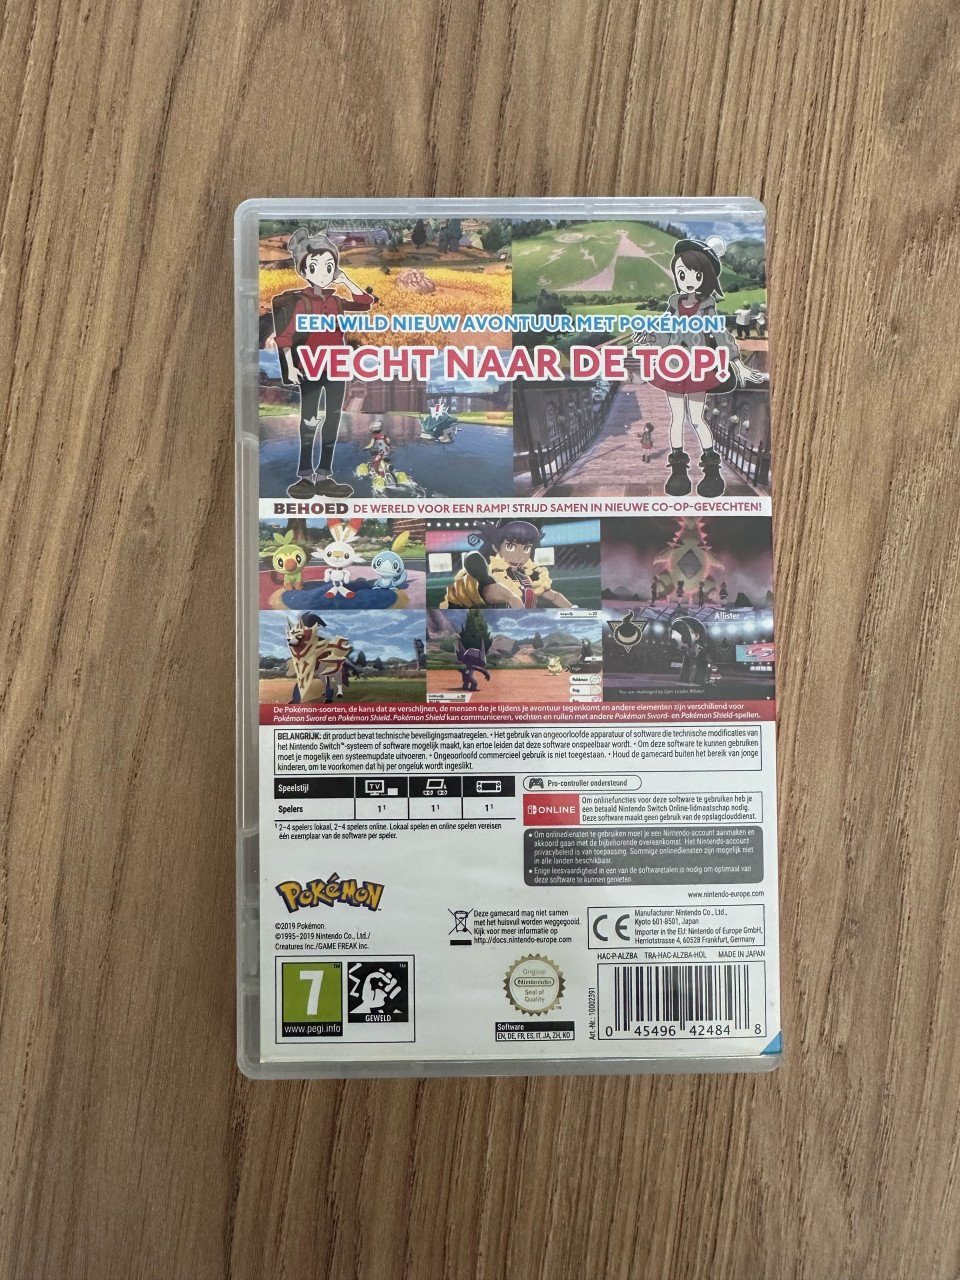 EEN WILD NIEUW AVONTUUR MET POKÉMON!
VECHT NAAR DE TOP!
BEHOED DE WERELD VOOR EEN RAMP! STRIJD SAMEN IN NIEUWE CO-OP-GEVECHTEN!
Allister
You are challenged by Gym Leader Allister!
De Pokémon-soorten, de kans dat ze verschijnen, de mensen die je tijdens je avontuur tegenkomt en andere elementen zijn verschillend voor
Pokémon Sword en Pokémon Shield. Pokémon Shield kan communiceren, vechten en ruilen met andere Pokémon Sword- en Pokémon Shield-spellen.
BELANGRIJK: dit product bevat technische beveiligingsmaatregelen. • Het gebruik van ongeoorloofde apparatuur of software die technische modificaties van
het Nintendo Switch™-systeem of software mogelijk maakt, kan ertoe leiden dat deze software onspeelbaar wordt. • Om deze software te kunnen gebruiken
moet je mogelijk een systeemupdate uitvoeren. • Ongeoorloofd commercieel gebruik is niet toegestaan. • Houd de gamecard buiten het bereik van jonge
kinderen, om te voorkomen dat hij per ongeluk wordt ingeslikt.
Speelstijl TV
Spelers 1¹ 1¹ 1¹
¹ 2–4 spelers lokaal, 2–4 spelers online. Lokaal spelen en online spelen vereisen
één exemplaar van de software per speler.
Pro-controller ondersteund
ONLINE
Om onlinefuncties voor deze software te gebruiken heb je
een betaald Nintendo Switch Online-lidmaatschap nodig.
Deze software maakt geen gebruik van de opslagclouddienst.
• Om onlinediensten te gebruiken moet je een Nintendo-account aanmaken en
akkoord gaan met de bijbehorende overeenkomst. Het Nintendo-account
privacybeleid is van toepassing. Sommige onlinediensten zijn mogelijk niet
in alle landen beschikbaar.
• Enige leesvaardigheid in een van de softwaretalen is nodig om optimaal van
deze software te kunnen genieten.
www.nintendo-europe.com
POKéMON
©2019 Pokémon.
©1995–2019 Nintendo Co., Ltd./
Creatures Inc./GAME FREAK inc.
Deze gamecard mag niet samen
met het huisvuil worden weggegooid.
Kijk voor meer informatie op
http://docs.nintendo-europe.com
CE
Manufacturer: Nintendo Co., Ltd.,
Kyoto 601-8501, Japan
Importer in the EU: Nintendo of Europe GmbH,
Herriotstrasse 4, 60528 Frankfurt, Germany
HAC-P-ALZBA TRA-HAC-ALZBA-HOL MADE IN JAPAN
7
www.pegi.info
GEWELD
Original
Nintendo
Seal of
Quality
Software
EN, DE, FR, ES, IT, JA, ZH, KO
Art.-Nr.: 10002591
0 45496 42484 8